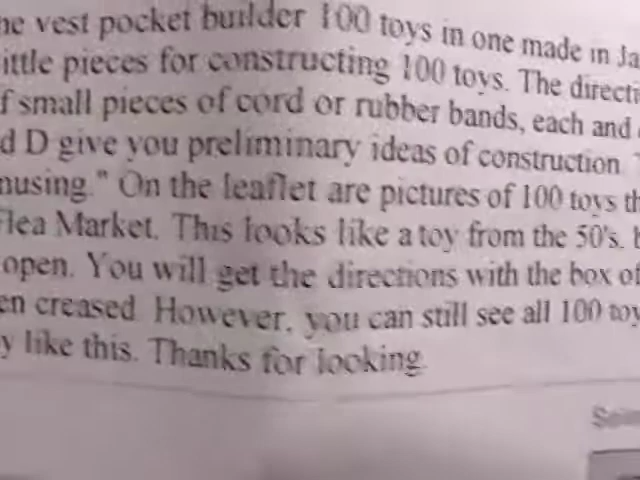 he vest pocket builder 100 toys in one made in Ja
ittle pieces for constructing 100 toys. The directi
f small pieces of cord or rubber bands, each and
d D give you preliminary ideas of construction
musing." On the leaflet are pictures of 100 toys th
Flea Market. This looks like a toy from the 50's.
open. You will get the directions with the box of
en creased. However, you can still see all 100 toy
y like this. Thanks for looking.